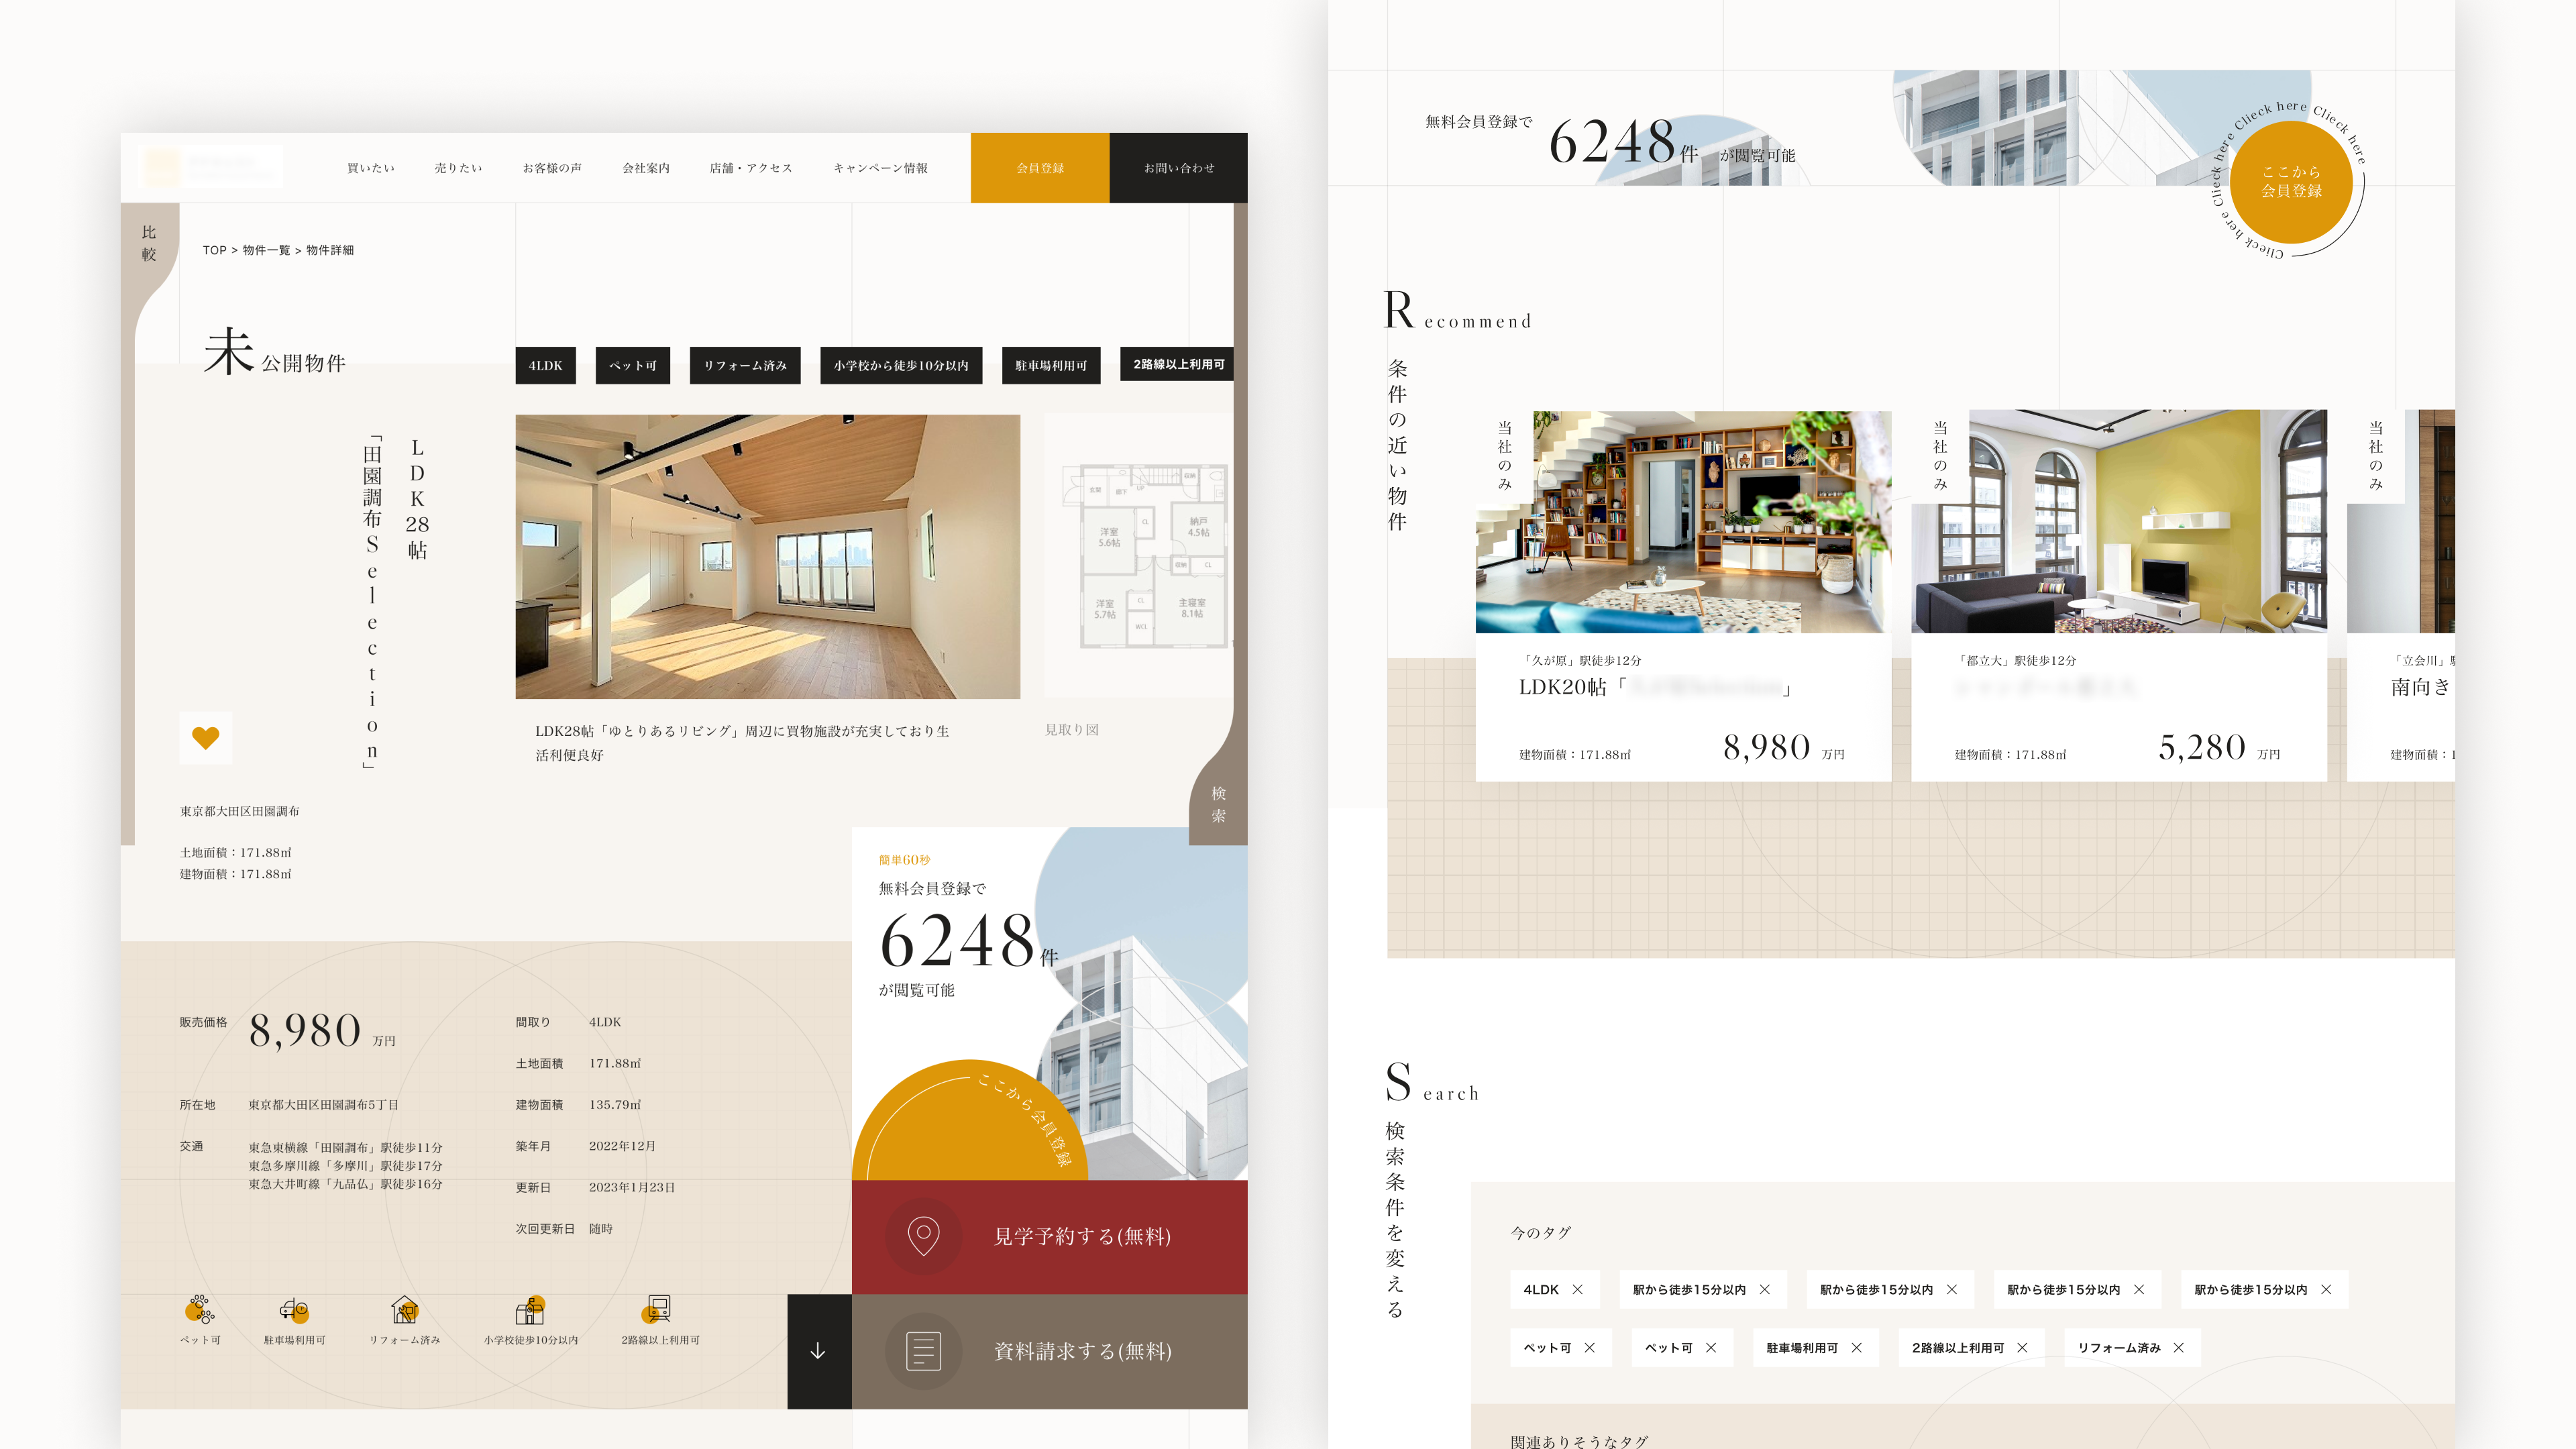 買いたい
売りたい
お客様の声
会社案内
店舗・アクセス
キャンペーン情報
会員登録
お問い合わせ
比較
TOP > 物件一覧 > 物件詳細
未公開物件
4LDK
ペット可
リフォーム済み
小学校から徒歩10分以内
駐車場利用可
2路線以上利用可
LDK28帖
「田園調布Selection」
玄関
廊下
UP
収納
洋室
5.6帖
CL
納戸
4.5帖
収納
CL
洋室
5.7帖
CL
WCL
主寝室
8.1帖
LDK28帖「ゆとりあるリビング」周辺に買物施設が充実しており生
活利便良好
見取り図
検索
東京都大田区田園調布
土地面積：171.88㎡
建物面積：171.88㎡
簡単60秒
無料会員登録で
6248件
が閲覧可能
ここから会員登録
販売価格
8,980 万円
所在地
東京都大田区田園調布5丁目
交通
東急東横線「田園調布」駅徒歩11分
東急多摩川線「多摩川」駅徒歩17分
東急大井町線「九品仏」駅徒歩16分
間取り
4LDK
土地面積
171.88㎡
建物面積
135.79㎡
築年月
2022年12月
更新日
2023年1月23日
次回更新日
随時
ペット可
駐車場利用可
リフォーム済み
小学校徒歩10分以内
2路線以上利用可
見学予約する(無料)
資料請求する(無料)
無料会員登録で
6248件
が閲覧可能
Clieck here Clieck here Clieck here Clieck here
ここから
会員登録
Recommend
条件の近い物件
当社のみ
「久が原」駅徒歩12分
LDK20帖「
」
建物面積：171.88㎡
8,980 万円
当社のみ
「都立大」駅徒歩12分
建物面積：171.88㎡
5,280 万円
当社のみ
「立会川」
南向き
建物面積：1
Search
検索条件を変える
今のタグ
4LDK ×
駅から徒歩15分以内 ×
駅から徒歩15分以内 ×
駅から徒歩15分以内 ×
駅から徒歩15分以内 ×
ペット可 ×
ペット可 ×
駐車場利用可 ×
2路線以上利用可 ×
リフォーム済み ×
関連ありそうなタグ